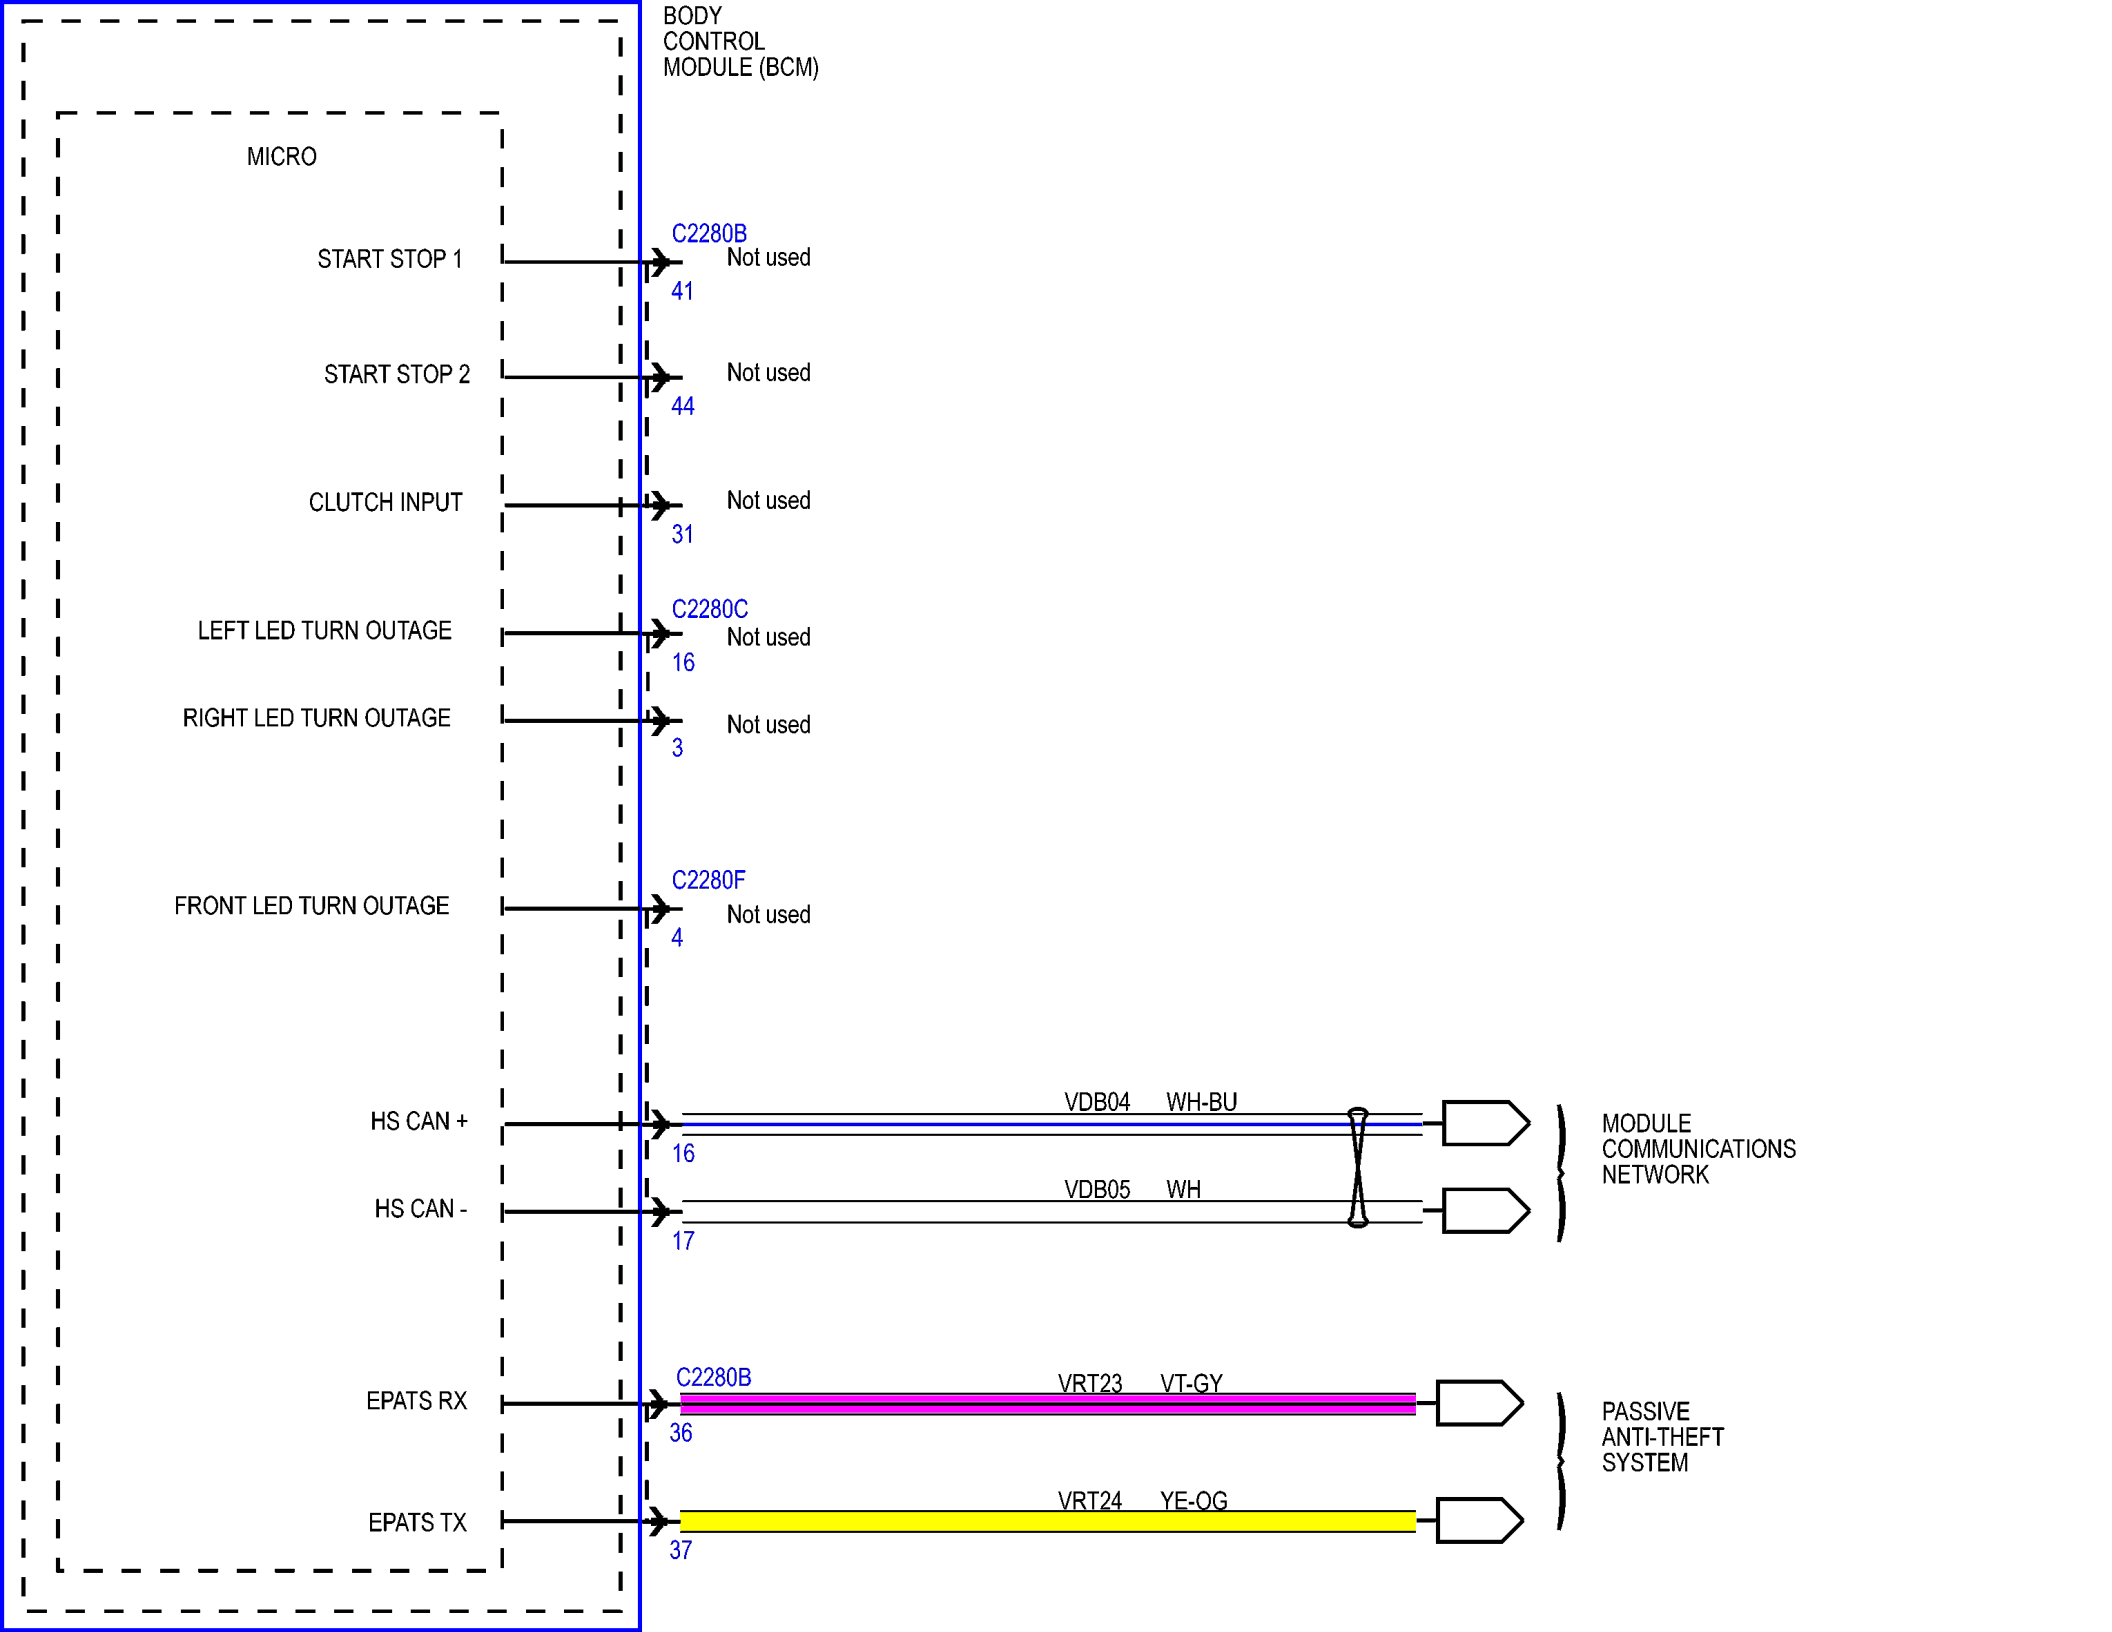 BODY
CONTROL
MODULE (BCM)
MICRO
START STOP 1
C2280B
Not used
41
START STOP 2
Not used
44
CLUTCH INPUT
Not used
31
LEFT LED TURN OUTAGE
C2280C
Not used
16
RIGHT LED TURN OUTAGE
Not used
3
FRONT LED TURN OUTAGE
C2280F
Not used
4
HS CAN +
16
VDB04 WH-BU
HS CAN -
17
VDB05 WH
MODULE
COMMUNICATIONS
NETWORK
EPATS RX
C2280B
36
VRT23 VT-GY
EPATS TX
37
VRT24 YE-OG
PASSIVE
ANTI-THEFT
SYSTEM